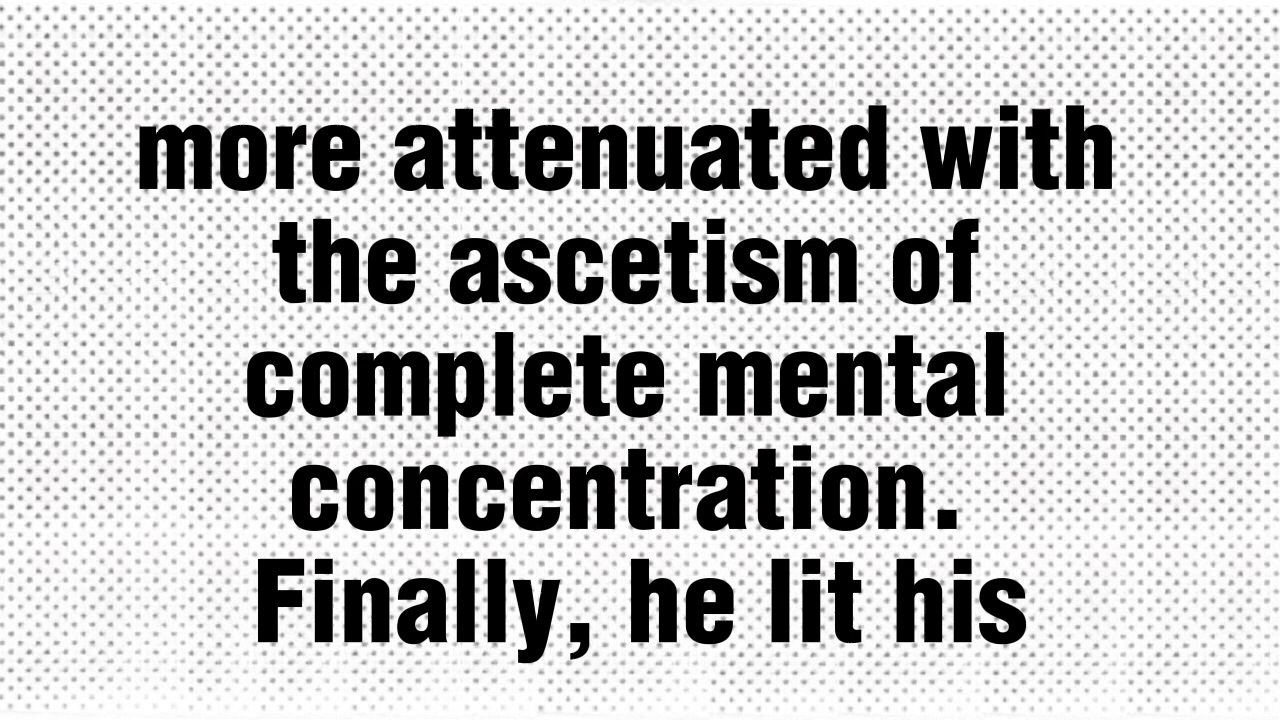 more attenuated with
the ascetism of
complete mental
concentration.
Finally, he lit his